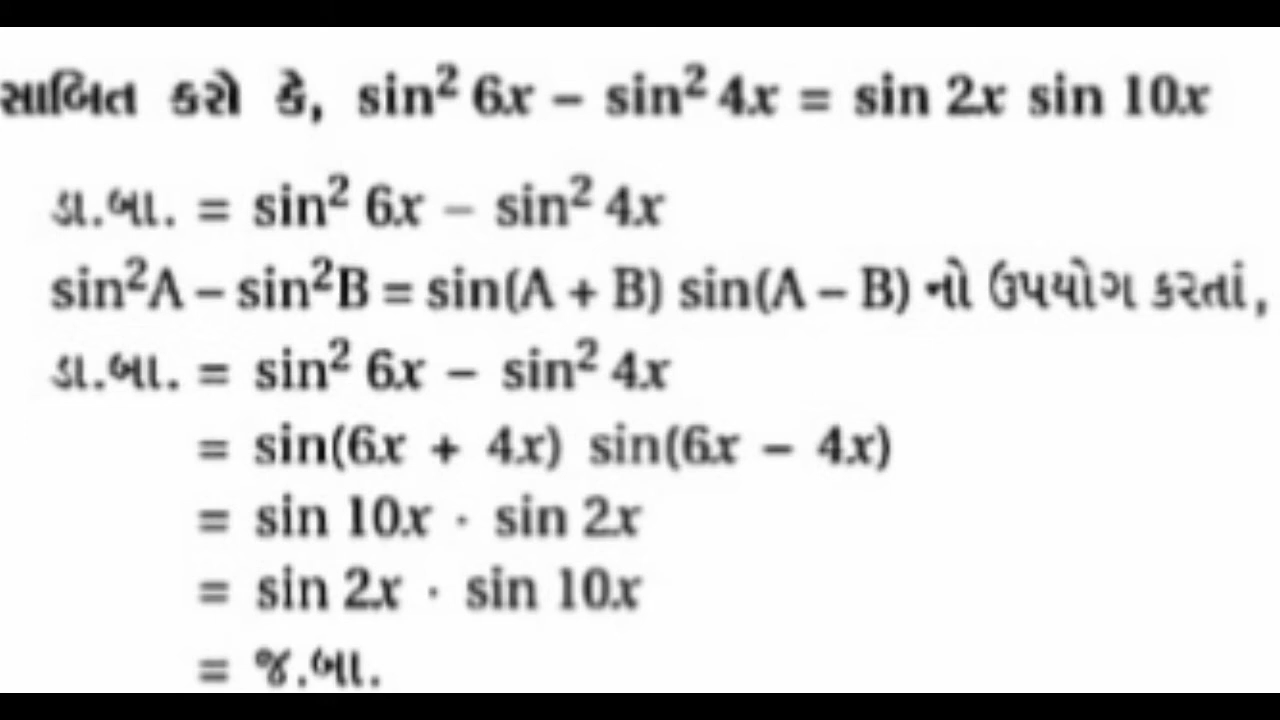 સાબિત કરો કે, sin² 6x – sin² 4x = sin 2x sin 10x
ડા.બા. = sin² 6x – sin² 4x
sin²A – sin²B = sin(A + B) sin(A – B) નો ઉપયોગ કરતાં,
ડા.બા. = sin² 6x – sin² 4x
= sin(6x + 4x) sin(6x – 4x)
= sin 10x · sin 2x
= sin 2x · sin 10x
= જ.બા.